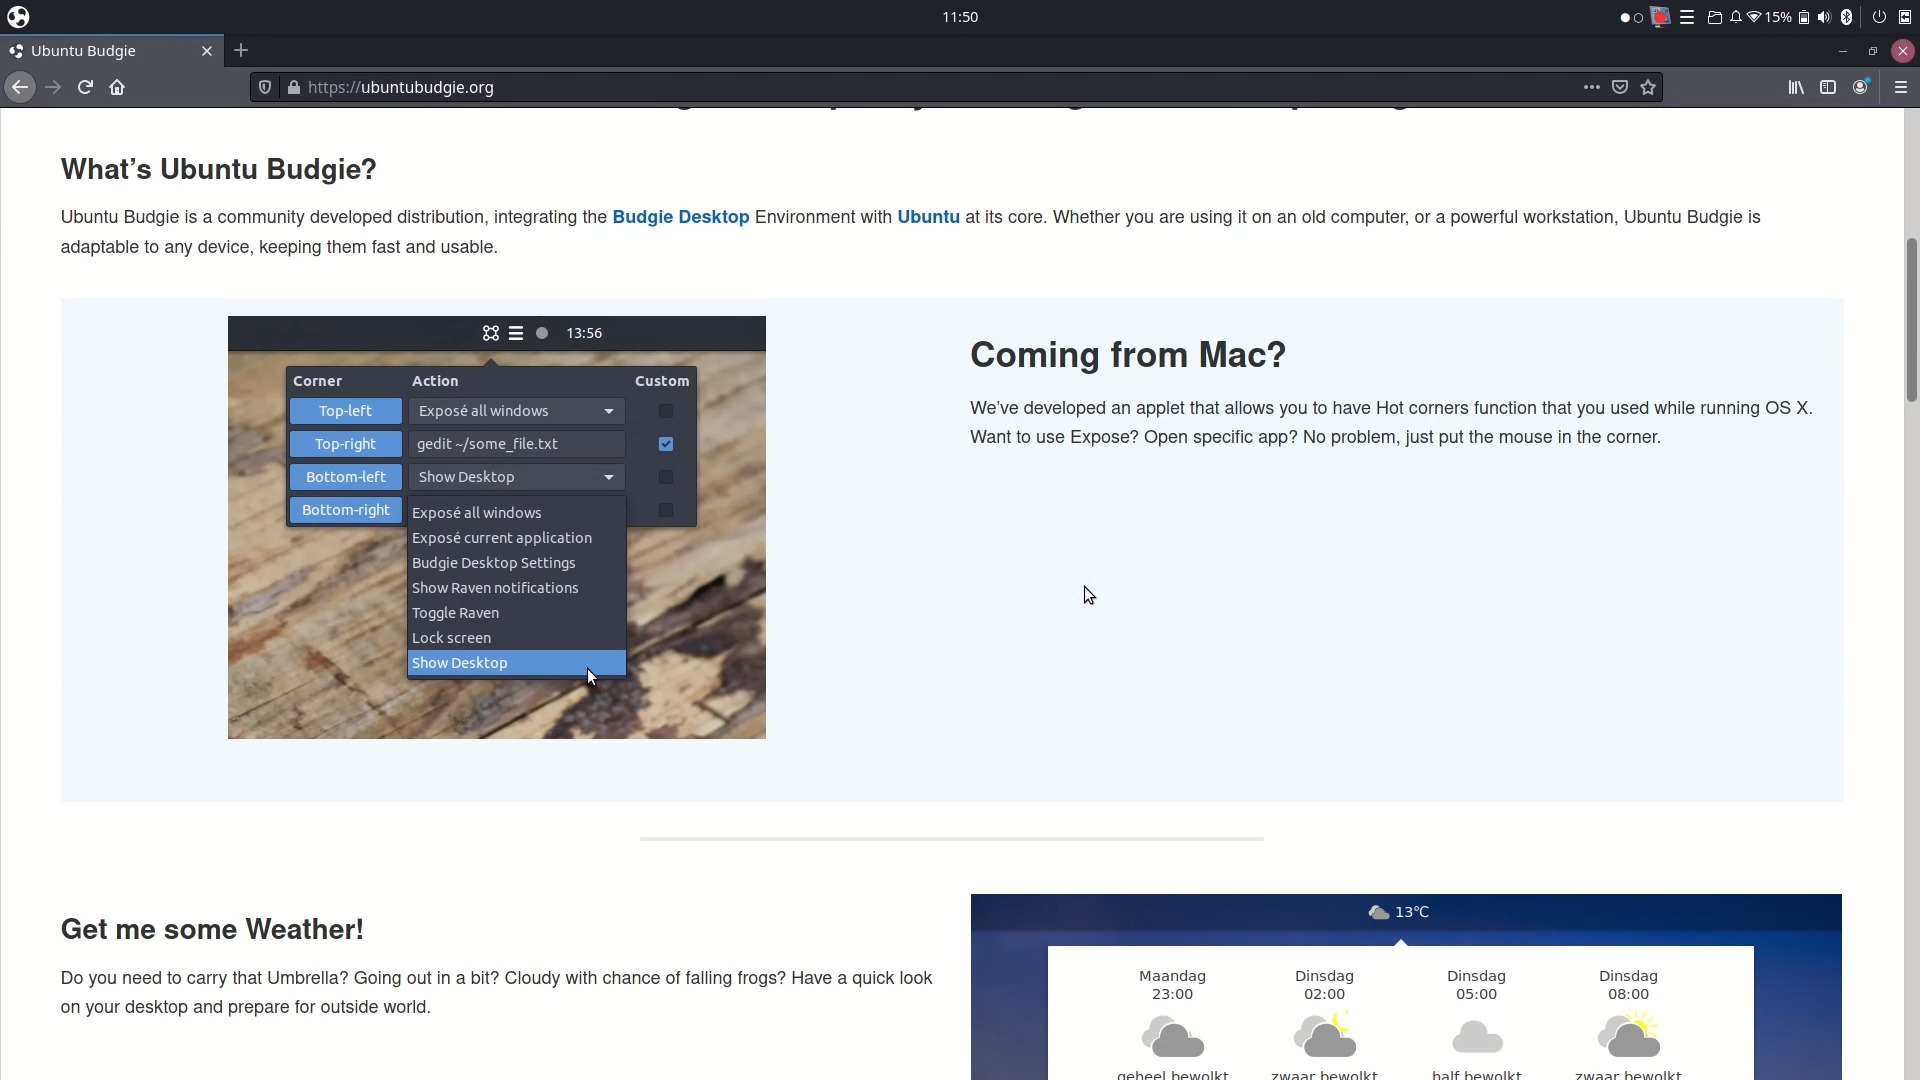 11:50
15%
Ubuntu Budgie
https://ubuntubudgie.org
What’s Ubuntu Budgie?
Ubuntu Budgie is a community developed distribution, integrating the Budgie Desktop Environment with Ubuntu at its core. Whether you are using it on an old computer, or a powerful workstation, Ubuntu Budgie is
adaptable to any device, keeping them fast and usable.
13:56
Corner Action Custom
Top-left Exposé all windows
Top-right gedit ~/some_file.txt
Bottom-left Show Desktop
Bottom-right
Exposé all windows
Exposé current application
Budgie Desktop Settings
Show Raven notifications
Toggle Raven
Lock screen
Show Desktop
Coming from Mac?
We’ve developed an applet that allows you to have Hot corners function that you used while running OS X.
Want to use Expose? Open specific app? No problem, just put the mouse in the corner.
Get me some Weather!
Do you need to carry that Umbrella? Going out in a bit? Cloudy with chance of falling frogs? Have a quick look
on your desktop and prepare for outside world.
13°C
Maandag Dinsdag Dinsdag Dinsdag
23:00 02:00 05:00 08:00
geheel bewolkt zwaar bewolkt half bewolkt zwaar bewolkt